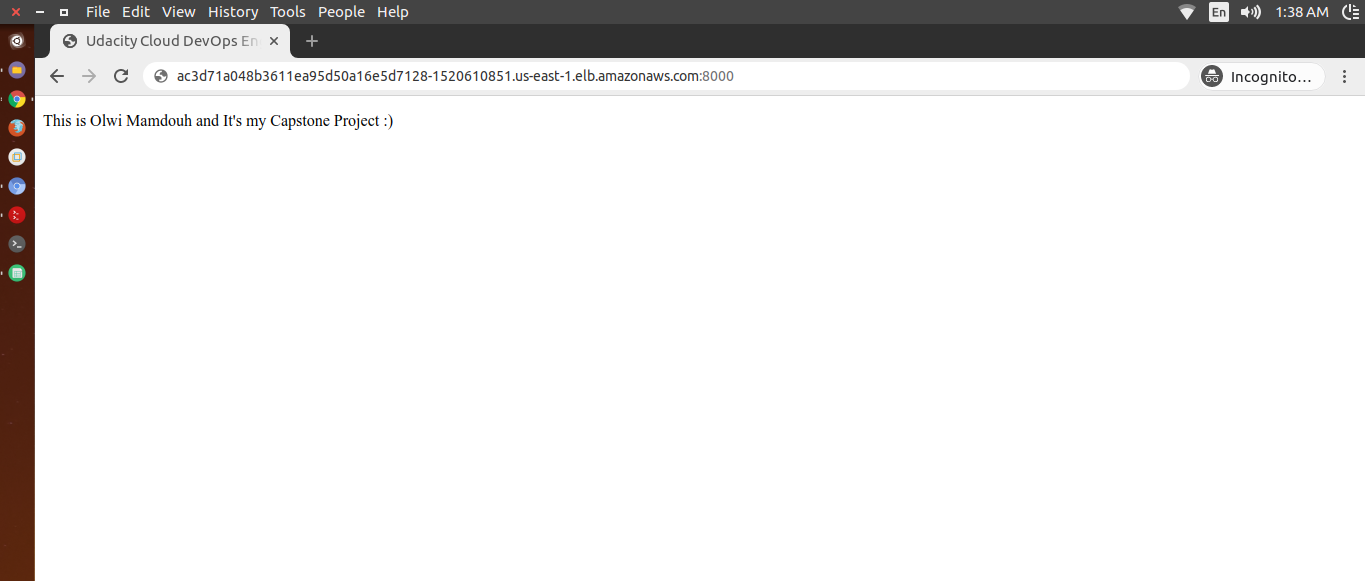 File Edit View History Tools People Help
En
1:38 AM
Udacity Cloud DevOps En
ac3d71a048b3611ea95d50a16e5d7128-1520610851.us-east-1.elb.amazonaws.com:8000
Incognito...
This is Olwi Mamdouh and It's my Capstone Project :)